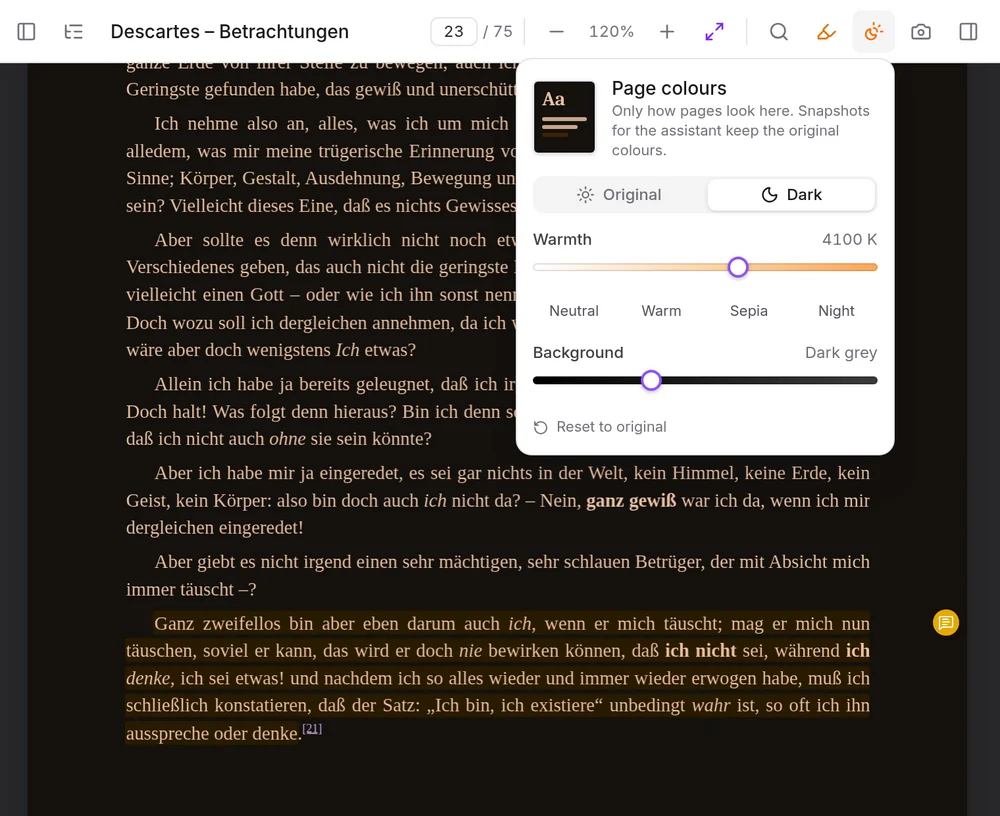 Descartes – Betrachtungen
23 / 75
120%
Geringste gefunden habe, das gewiß und
Ich nehme also an, alles, was ich um mich
alledem, was mir meine trügerische Erinnerung
Sinne; Körper, Gestalt, Ausdehnung, Bewegung
sein? Vielleicht dieses Eine, daß es nichts Gewisses
Aber sollte es denn wirklich nicht noch
Verschiedenes geben, das auch nicht die geringste
vielleicht einen Gott – oder wie ich ihn sonst
Doch wozu soll ich dergleichen annehmen, da ich
wäre aber doch wenigstens Ich etwas?
Allein ich habe ja bereits geleugnet, daß ich
Doch halt! Was folgt denn hieraus? Bin ich denn
daß ich nicht auch ohne sie sein könnte?
Aber ich habe mir ja eingeredet, es sei gar nichts in der Welt, kein Himmel, keine Erde, kein
Geist, kein Körper: also bin doch auch ich nicht da? – Nein, ganz gewiß war ich da, wenn ich mir
dergleichen eingeredet!
Aber giebt es nicht irgend einen sehr mächtigen, sehr schlauen Betrüger, der mit Absicht mich
immer täuscht –?
Ganz zweifellos bin aber eben darum auch ich, wenn er mich täuscht; mag er mich nun
täuschen, soviel er kann, das wird er doch nie bewirken können, daß ich nicht sei, während ich
denke, ich sei etwas! und nachdem ich so alles wieder und immer wieder erwogen habe, muß ich
schließlich konstatieren, daß der Satz: „Ich bin, ich existiere“ unbedingt wahr ist, so oft ich ihn
ausspreche oder denke.[21]
Aa
Page colours
Only how pages look here. Snapshots
for the assistant keep the original
colours.
Original
Dark
Warmth
4100 K
Neutral
Warm
Sepia
Night
Background
Dark grey
Reset to original